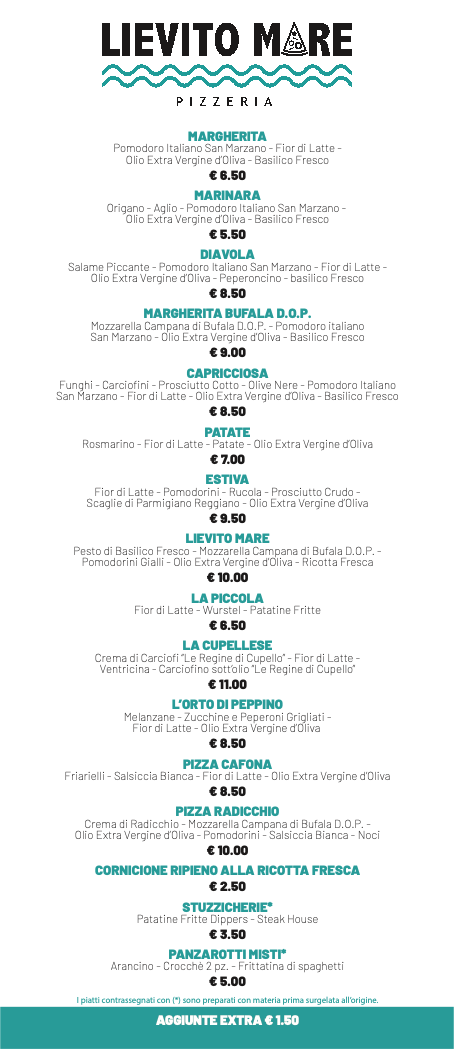 LIEVITO MARE
PIZZERIA
MARGHERITA
Pomodoro Italiano San Marzano - Fior di Latte -
Olio Extra Vergine d'Oliva - Basilico Fresco
€ 6.50
MARINARA
Origano - Aglio - Pomodoro Italiano San Marzano -
Olio Extra Vergine d'Oliva - Basilico Fresco
€ 5.50
DIAVOLA
Salame Piccante - Pomodoro Italiano San Marzano - Fior di Latte -
Olio Extra Vergine d'Oliva - Peperoncino - basilico Fresco
€ 8.50
MARGHERITA BUFALA D.O.P.
Mozzarella Campana di Bufala D.O.P. - Pomodoro italiano
San Marzano - Olio Extra Vergine d'Oliva - Basilico Fresco
€ 9.00
CAPRICCIOSA
Funghi - Carciofini - Prosciutto Cotto - Olive Nere - Pomodoro Italiano
San Marzano - Fior di Latte - Olio Extra Vergine d'Oliva - Basilico Fresco
€ 8.50
PATATE
Rosmarino - Fior di Latte - Patate - Olio Extra Vergine d'Oliva
€ 7.00
ESTIVA
Fior di Latte - Pomodorini - Rucola - Prosciutto Crudo -
Scaglie di Parmigiano Reggiano - Olio Extra Vergine d'Oliva
€ 9.50
LIEVITO MARE
Pesto di Basilico Fresco - Mozzarella Campana di Bufala D.O.P. -
Pomodorini Gialli - Olio Extra Vergine d'Oliva - Ricotta Fresca
€ 10.00
LA PICCOLA
Fior di Latte - Wurstel - Patatine Fritte
€ 6.50
LA CUPELLESE
Crema di Carciofi "Le Regine di Cupello" - Fior di Latte -
Ventricina - Carciofino sott'olio "Le Regine di Cupello"
€ 11.00
L'ORTO DI PEPPINO
Melanzane - Zucchine e Peperoni Grigliati -
Fior di Latte - Olio Extra Vergine d'Oliva
€ 8.50
PIZZA CAFONA
Friarielli - Salsiccia Bianca - Fior di Latte - Olio Extra Vergine d'Oliva
€ 8.50
PIZZA RADICCHIO
Crema di Radicchio - Mozzarella Campana di Bufala D.O.P. -
Olio Extra Vergine d'Oliva - Pomodorini - Salsiccia Bianca - Noci
€ 10.00
CORNICIONE RIPIENO ALLA RICOTTA FRESCA
€ 2.50
STUZZICHERIE*
Patatine Fritte Dippers - Steak House
€ 3.50
PANZAROTTI MISTI*
Arancino - Crocchè 2 pz. - Frittatina di spaghetti
€ 5.00
I piatti contrassegnati con (*) sono preparati con materia prima surgelata all'origine.
AGGIUNTE EXTRA € 1.50